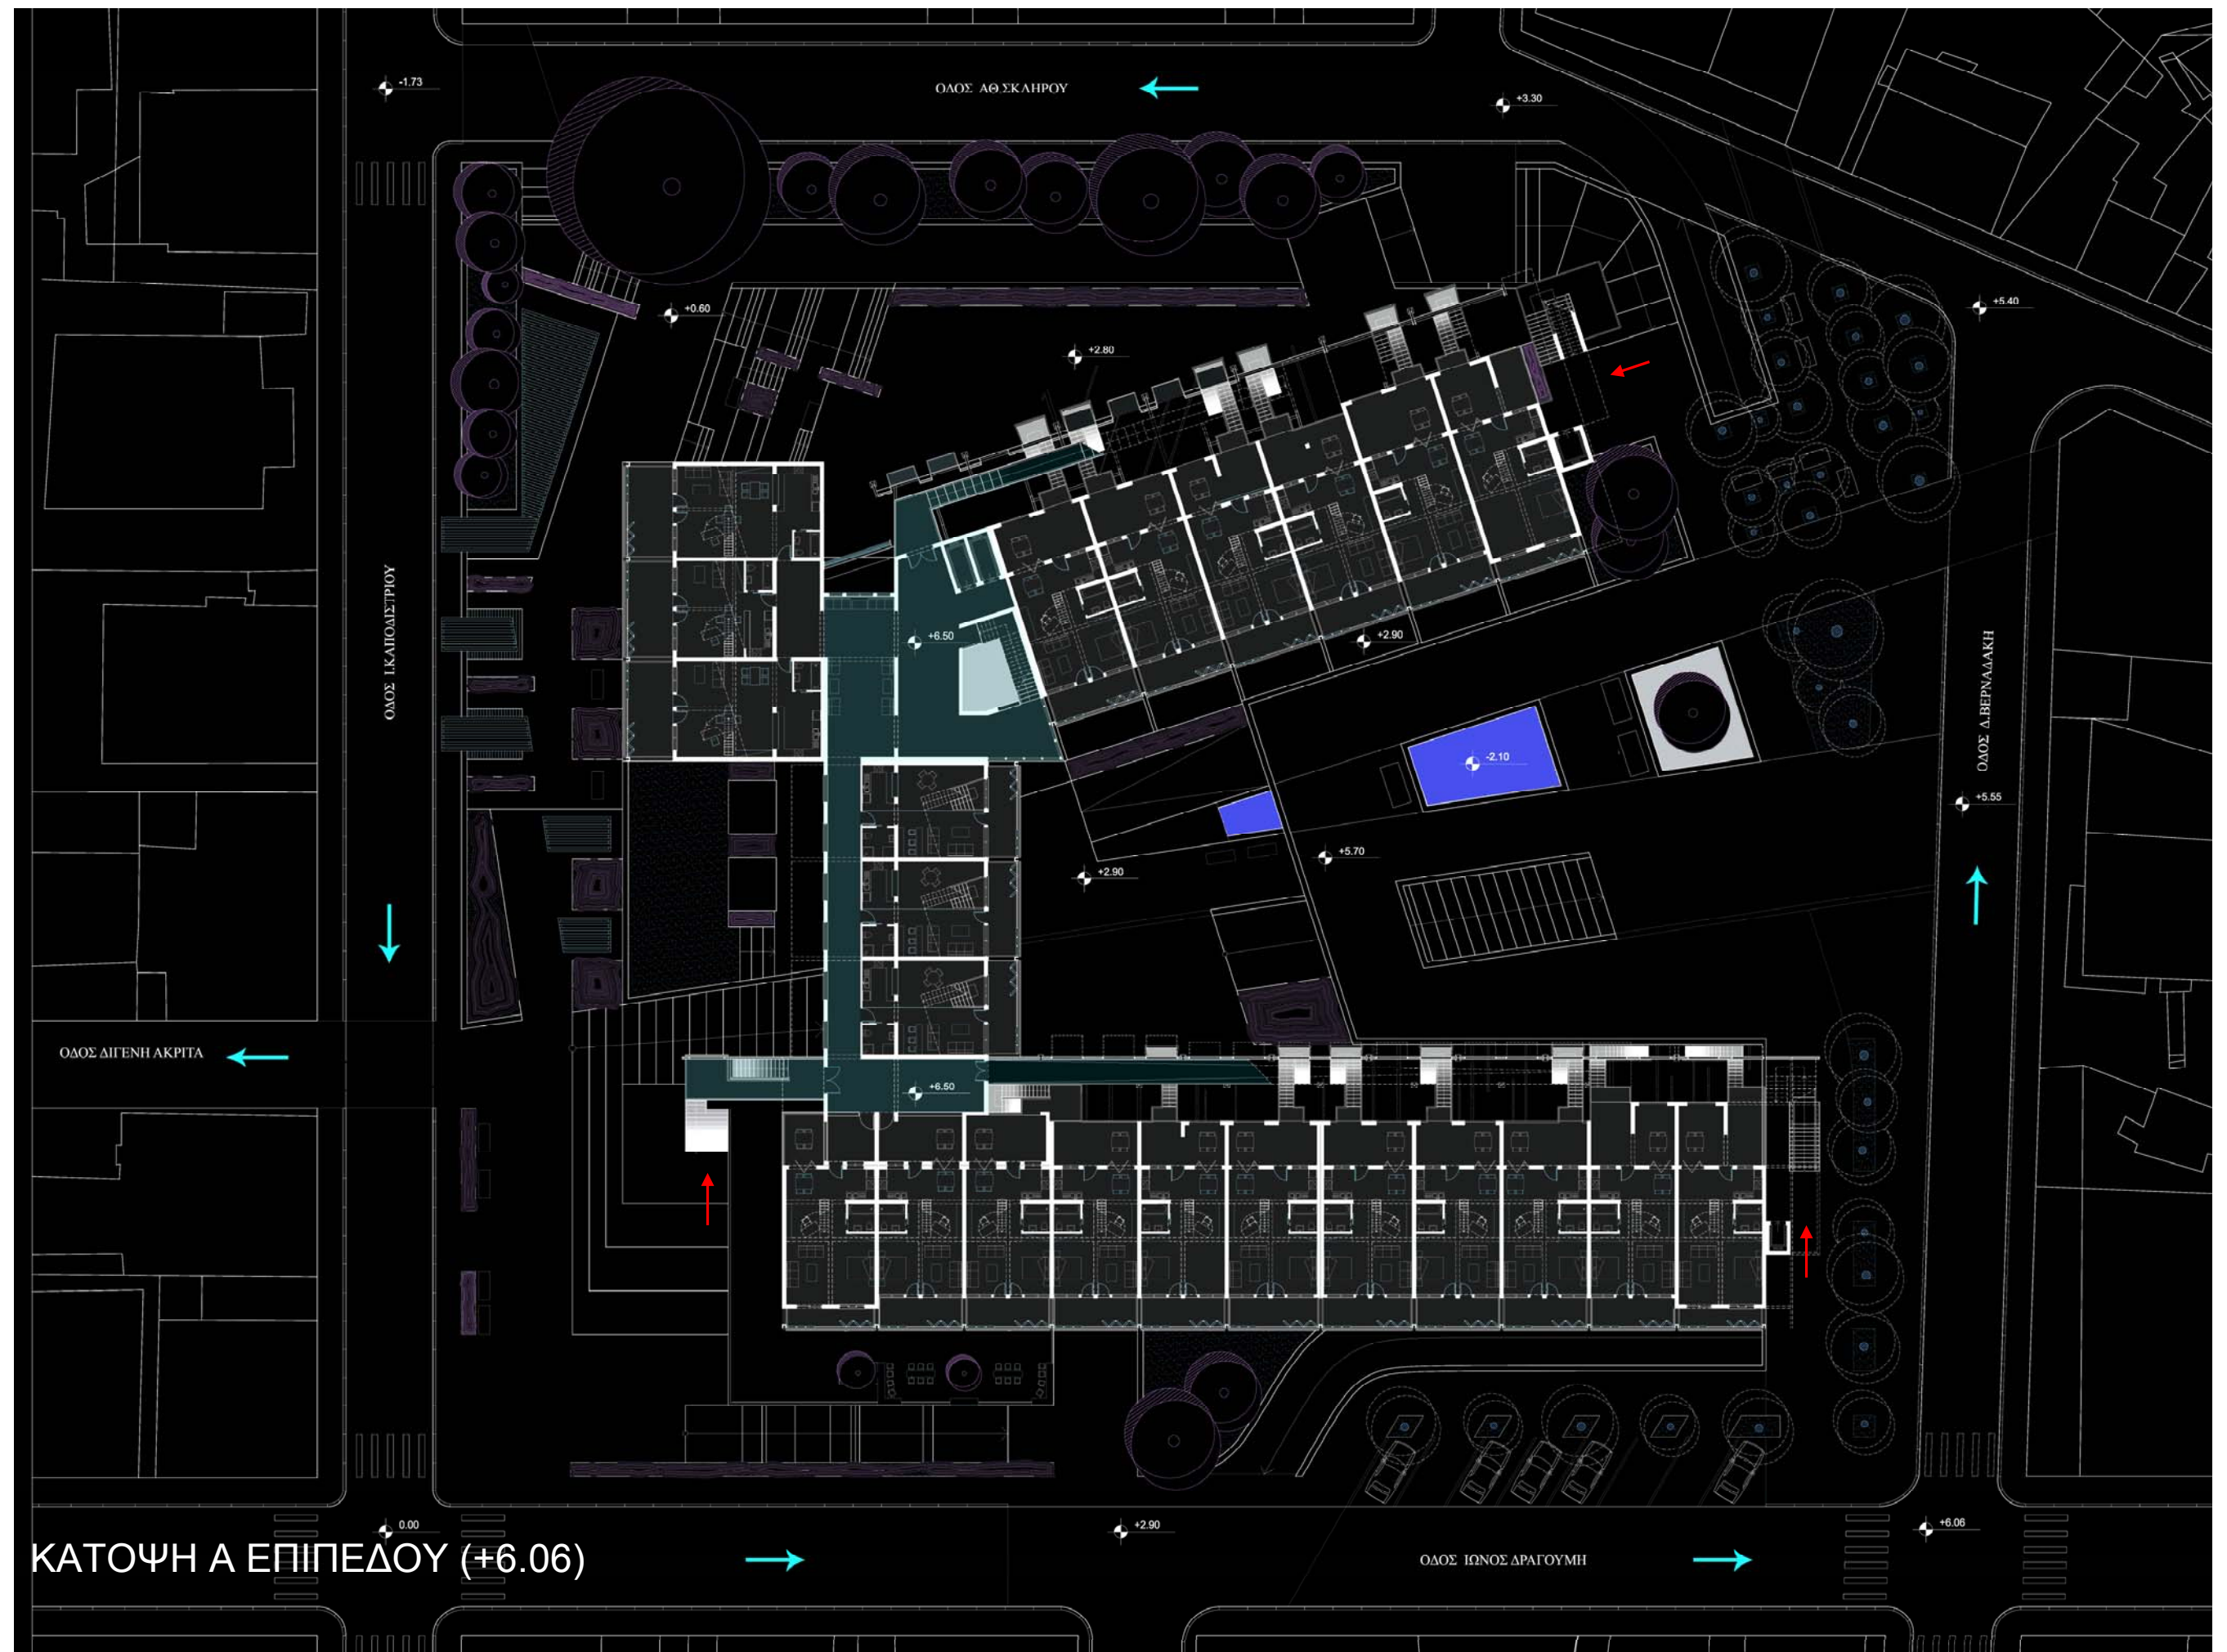 -1.73
ΟΔΟΣ ΑΘ.ΣΚΛΗΡΟΥ
+3.30
+0.60
+5.40
+2.80
ΟΔΟΣ Ι.ΚΑΠΟΔΙΣΤΡΙΟΥ
+6.50
+2.90
ΟΔΟΣ Δ.ΒΕΡΝΑΔΑΚΗ
-2.10
+5.55
+5.70
+2.90
ΟΔΟΣ ΔΙΓΕΝΗ ΑΚΡΙΤΑ
+6.50
0.00
+2.90
+6.06
ΚΑΤΟΨΗ Α ΕΠΙΠΕΔΟΥ (+6.06)
ΟΔΟΣ ΙΩΝΟΣ ΔΡΑΓΟΥΜΗ